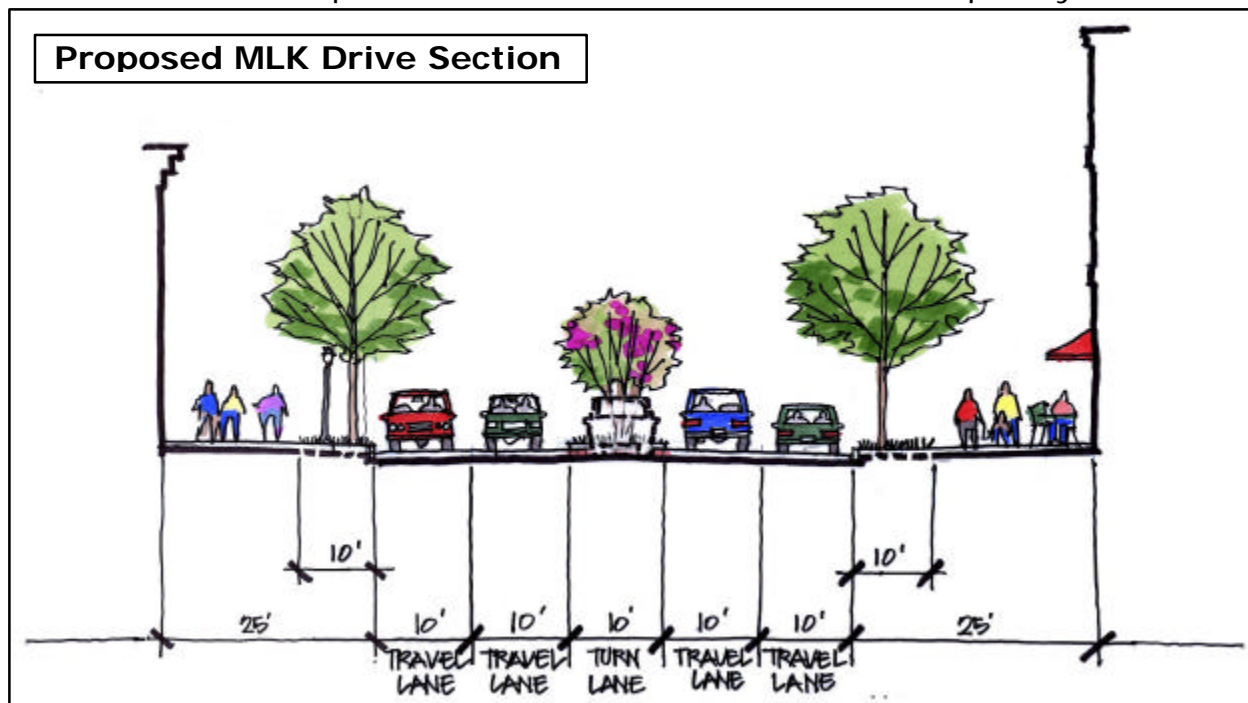 Proposed MLK Drive Section
10' 10'
25' 10' 10' 10' 10' 10' 25'
TRAVEL TRAVEL TURN TRAVEL TRAVEL
LANE LANE LANE LANE LANE